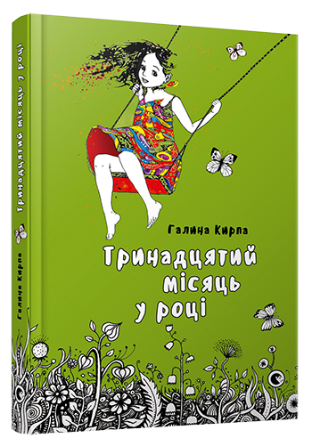 Галина Кирпа
Тринадцятий
місяць
у році
Галина Кирпа Тринадцятий місяць у році